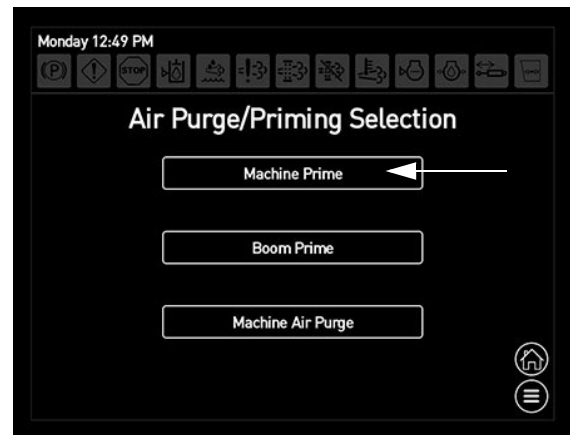 Monday 12:49 PM
(P) STOP
Air Purge/Priming Selection
Machine Prime
Boom Prime
Machine Air Purge